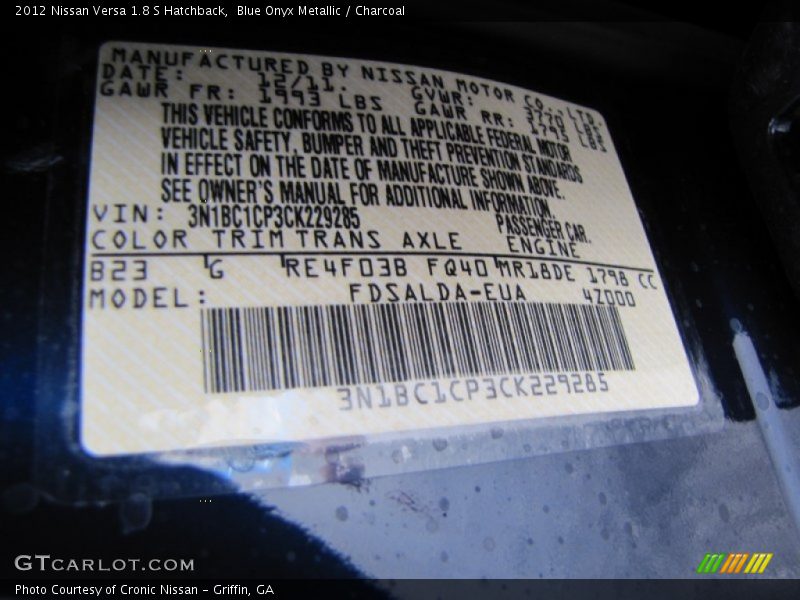 2012 Nissan Versa 1.8 S Hatchback,  Blue Onyx Metallic / Charcoal
MANUFACTURED BY NISSAN MOTOR CO., LTD.
DATE: 12/11. GVWR: LBS
GAWR FR: 1993 LBS GAWR RR: 1795 LBS
THIS VEHICLE CONFORMS TO ALL APPLICABLE FEDERAL MOTOR
VEHICLE SAFETY, BUMPER AND THEFT PREVENTION STANDARDS
IN EFFECT ON THE DATE OF MANUFACTURE SHOWN ABOVE.
SEE OWNER'S MANUAL FOR ADDITIONAL INFORMATION.
VIN: 3N1BC1CP3CK229285 PASSENGER CAR.
COLOR TRIM TRANS AXLE ENGINE
B23 G RE4F03B FQ40 MR18DE 1798 CC
MODEL: FDSALDA-EUA 4Z000
3N1BC1CP3CK229285
GTCARLOT.COM
Photo Courtesy of Cronic Nissan – Griffin, GA